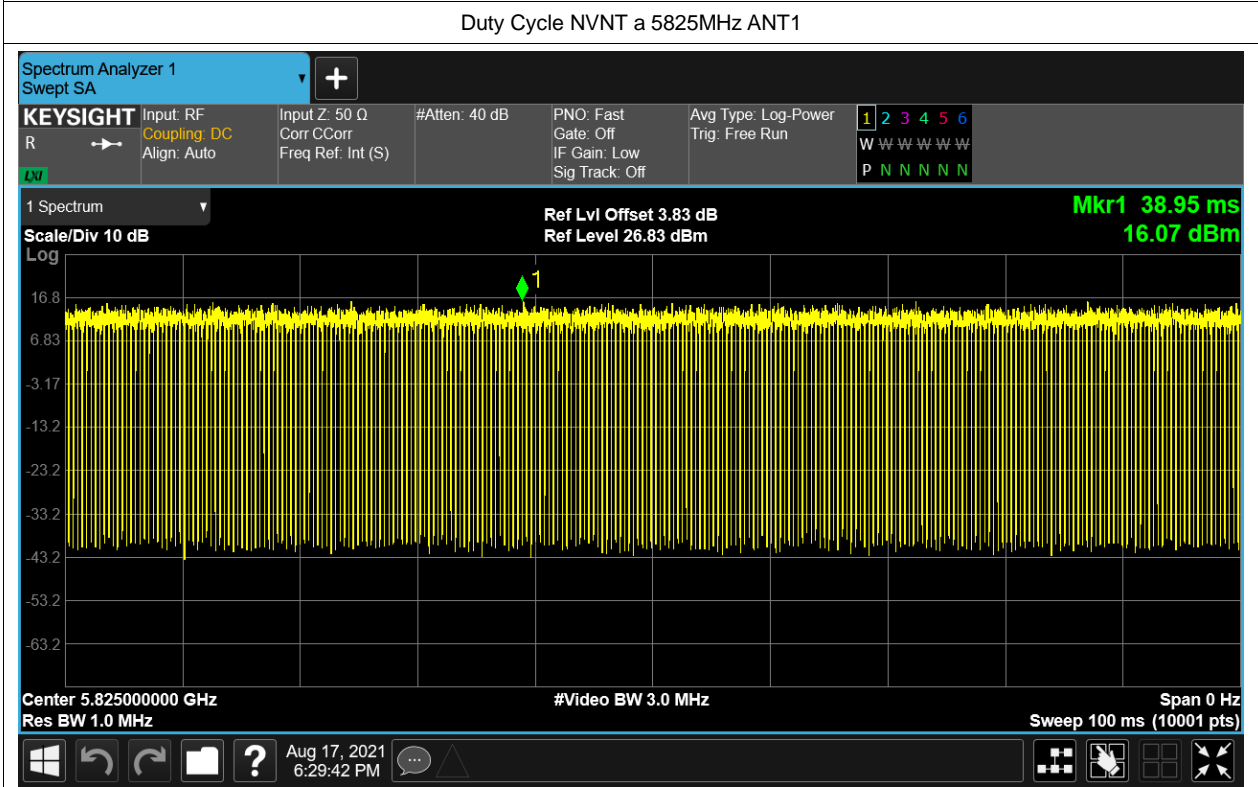 Duty Cycle NVNT a 5825MHz ANT1
Spectrum Analyzer 1
Swept SA
KEYSIGHT
R
LXI
Input: RF
Coupling: DC
Align: Auto
Input Z: 50 Ω
Corr CCorr
Freq Ref: Int (S)
#Atten: 40 dB
PNO: Fast
Gate: Off
IF Gain: Low
Sig Track: Off
Avg Type: Log-Power
Trig: Free Run
1 2 3 4 5 6
W W W W W W
P N N N N N
1 Spectrum
Scale/Div 10 dB
Ref Lvl Offset 3.83 dB
Ref Level 26.83 dBm
Mkr1 38.95 ms
16.07 dBm
Log
1
16.8
6.83
-3.17
-13.2
-23.2
-33.2
-43.2
-53.2
-63.2
Center 5.825000000 GHz
Res BW 1.0 MHz
#Video BW 3.0 MHz
Span 0 Hz
Sweep 100 ms (10001 pts)
?
Aug 17, 2021
6:29:42 PM